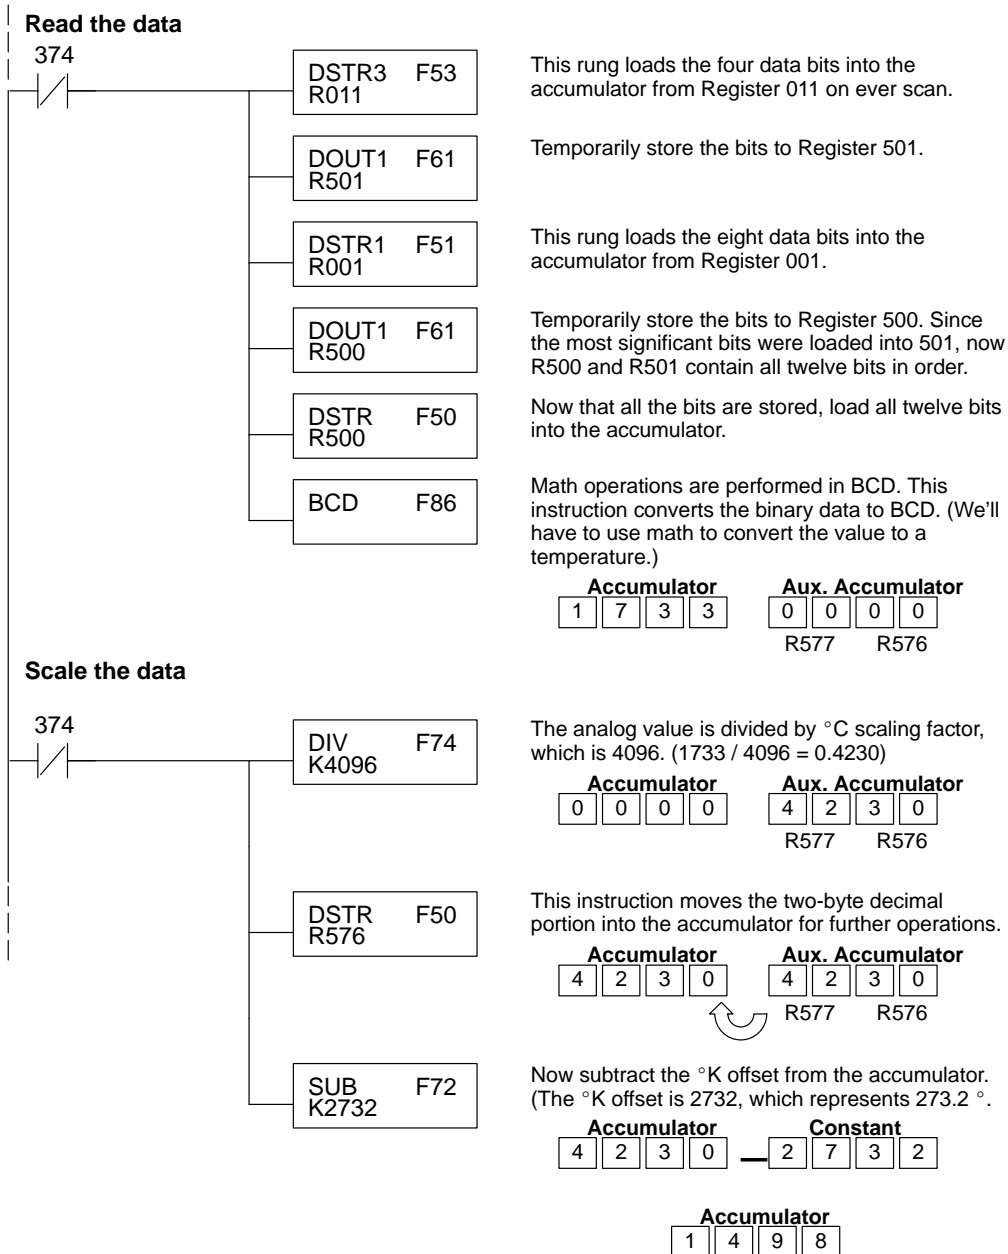 Read the data
374
DSTR3 F53
R011
This rung loads the four data bits into the
accumulator from Register 011 on ever scan.
DOUT1 F61
R501
Temporarily store the bits to Register 501.
DSTR1 F51
R001
This rung loads the eight data bits into the
accumulator from Register 001.
DOUT1 F61
R500
Temporarily store the bits to Register 500. Since
the most significant bits were loaded into 501, now
R500 and R501 contain all twelve bits in order.
DSTR F50
R500
Now that all the bits are stored, load all twelve bits
into the accumulator.
BCD F86
Math operations are performed in BCD. This
instruction converts the binary data to BCD. (We'll
have to use math to convert the value to a
temperature.)
Accumulator Aux. Accumulator
1 7 3 3 0 0 0 0
R577 R576
Scale the data
374
DIV F74
K4096
The analog value is divided by °C scaling factor,
which is 4096. (1733 / 4096 = 0.4230)
Accumulator Aux. Accumulator
0 0 0 0 4 2 3 0
R577 R576
DSTR F50
R576
This instruction moves the two-byte decimal
portion into the accumulator for further operations.
Accumulator Aux. Accumulator
4 2 3 0 4 2 3 0
R577 R576
SUB F72
K2732
Now subtract the °K offset from the accumulator.
(The °K offset is 2732, which represents 273.2 °.
Accumulator Constant
4 2 3 0 – 2 7 3 2
Accumulator
1 4 9 8